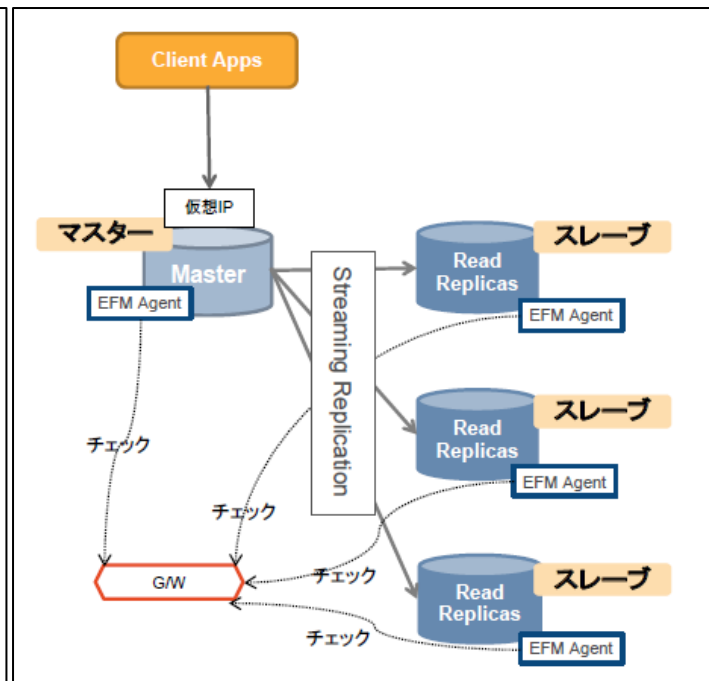 Client Apps
仮想IP
マスター
Master
EFM Agent
Streaming Replication
スレーブ
Read
Replicas
EFM Agent
スレーブ
Read
Replicas
EFM Agent
スレーブ
Read
Replicas
EFM Agent
チェック
チェック
チェック
チェック
G/W